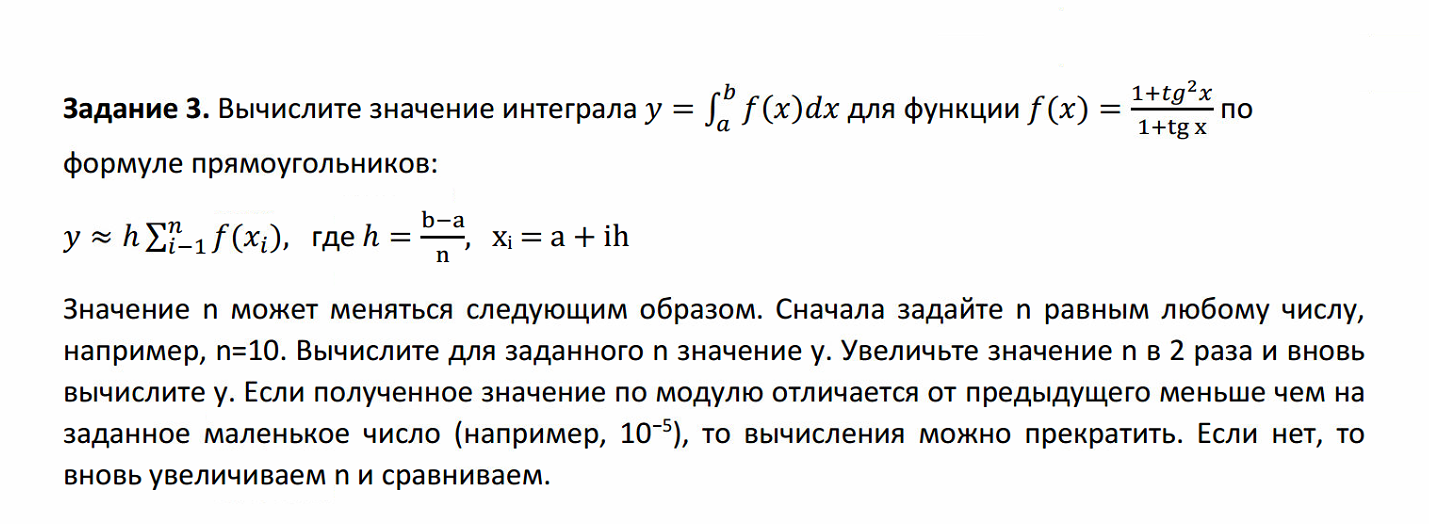 Задание 3. Вычислите значение интеграла $y = \int_a^b f(x)dx$ для функции $f(x) = \frac{1+tg^2x}{1+\text{tg x}}$ по
формуле прямоугольников:
$y \approx h \sum_{i-1}^{n} f(x_i)$, где $h = \frac{\text{b}-\text{a}}{\text{n}}$, $\text{x}_\text{i} = \text{a} + \text{ih}$
Значение n может меняться следующим образом. Сначала задайте n равным любому числу,
например, n=10. Вычислите для заданного n значение y. Увеличьте значение n в 2 раза и вновь
вычислите y. Если полученное значение по модулю отличается от предыдущего меньше чем на
заданное маленькое число (например, 10⁻⁵), то вычисления можно прекратить. Если нет, то
вновь увеличиваем n и сравниваем.